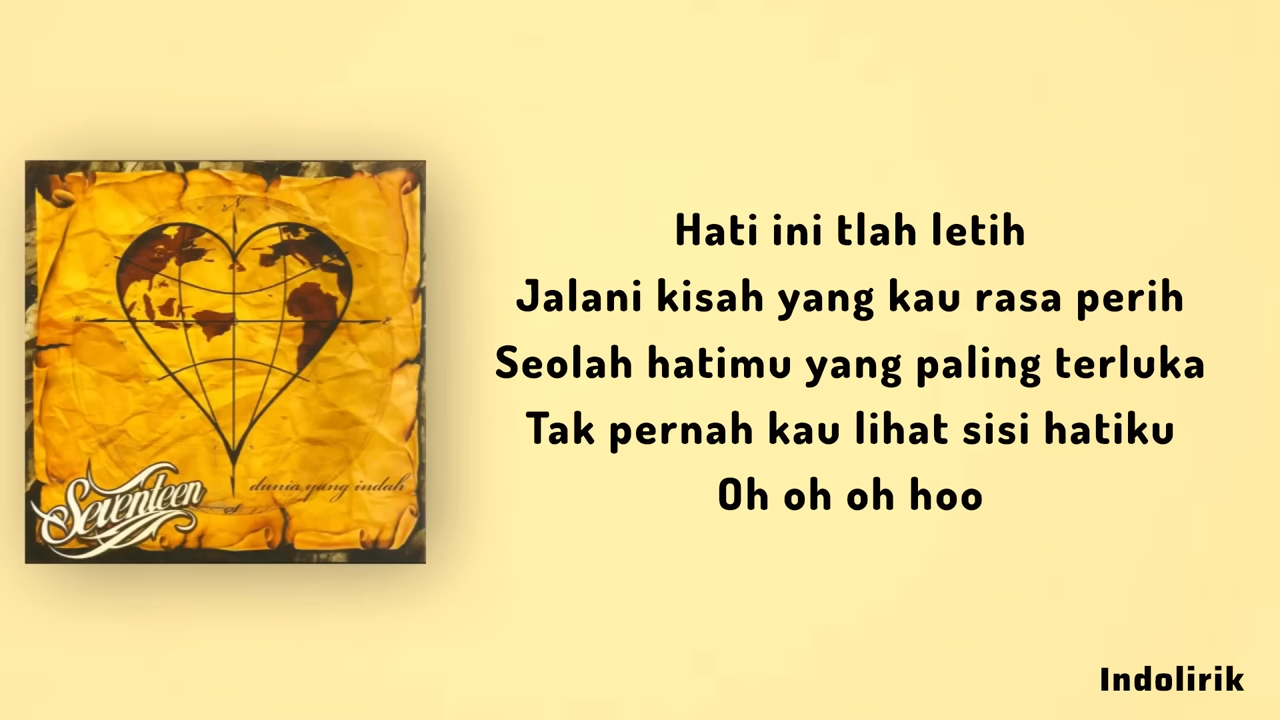 Seventeen
dunia yang indah
Hati ini tlah letih
Jalani kisah yang kau rasa perih
Seolah hatimu yang paling terluka
Tak pernah kau lihat sisi hatiku
Oh oh oh hoo
Indolirik